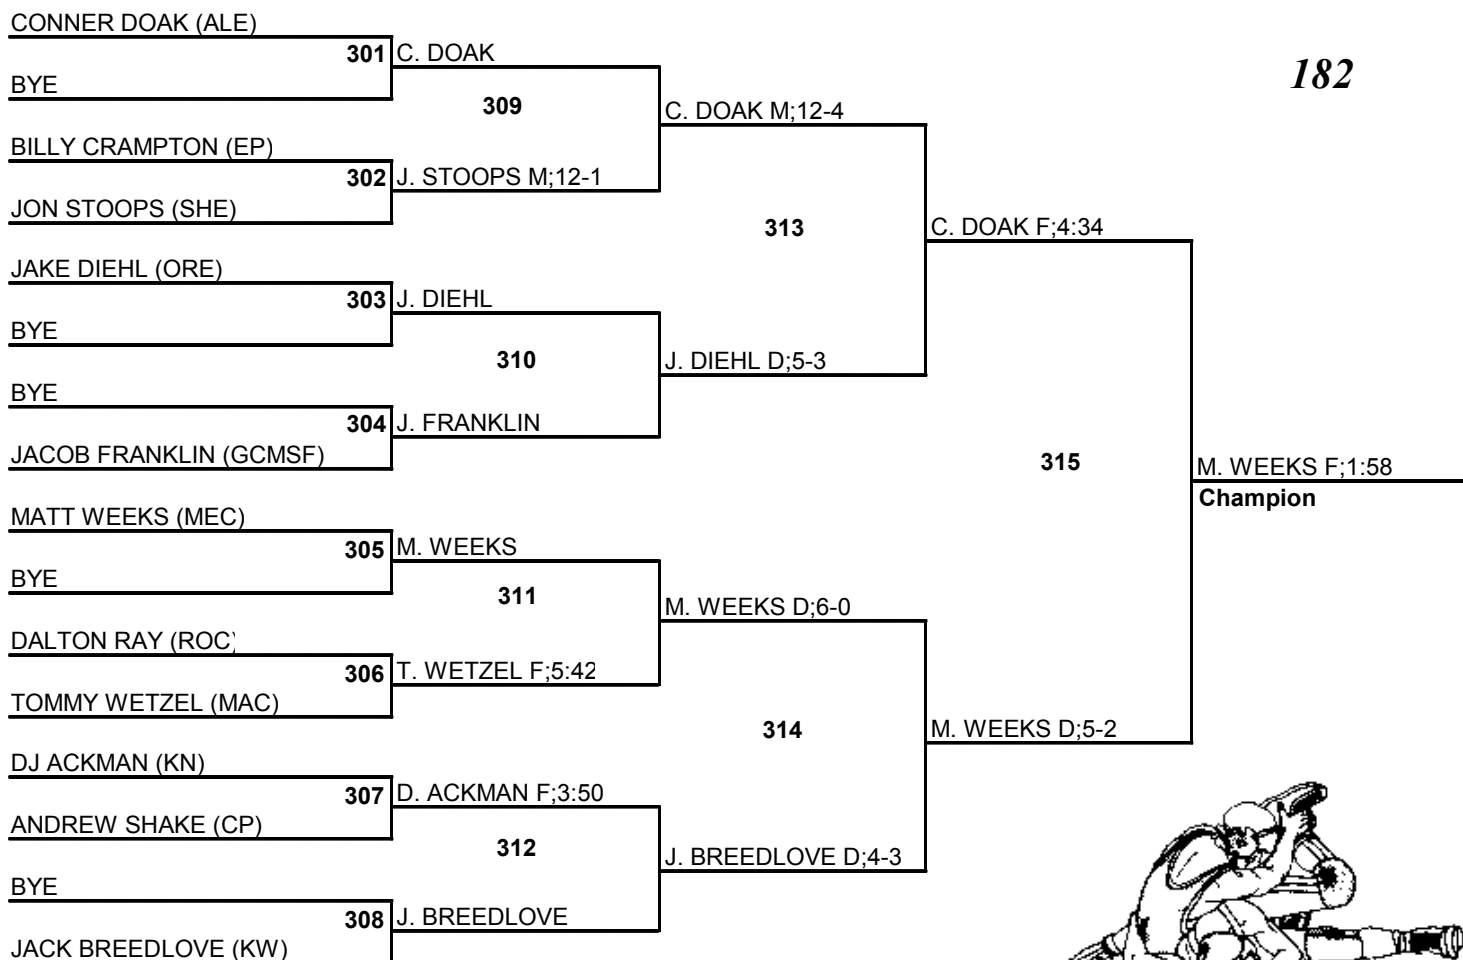 CONNER DOAK (ALE)
301 C. DOAK
182
BYE
309
C. DOAK M;12-4
BILLY CRAMPTON (EP)
302 J. STOOPS M;12-1
JON STOOPS (SHE)
313
C. DOAK F;4:34
JAKE DIEHL (ORE)
303 J. DIEHL
BYE
310
J. DIEHL D;5-3
BYE
304 J. FRANKLIN
JACOB FRANKLIN (GCMSF)
315
M. WEEKS F;1:58
Champion
MATT WEEKS (MEC)
305 M. WEEKS
BYE
311
M. WEEKS D;6-0
DALTON RAY (ROC)
306 T. WETZEL F;5:42
TOMMY WETZEL (MAC)
314
M. WEEKS D;5-2
DJ ACKMAN (KN)
307 D. ACKMAN F;3:50
ANDREW SHAKE (CP)
312
J. BREEDLOVE D;4-3
BYE
308 J. BREEDLOVE
JACK BREEDLOVE (KW)